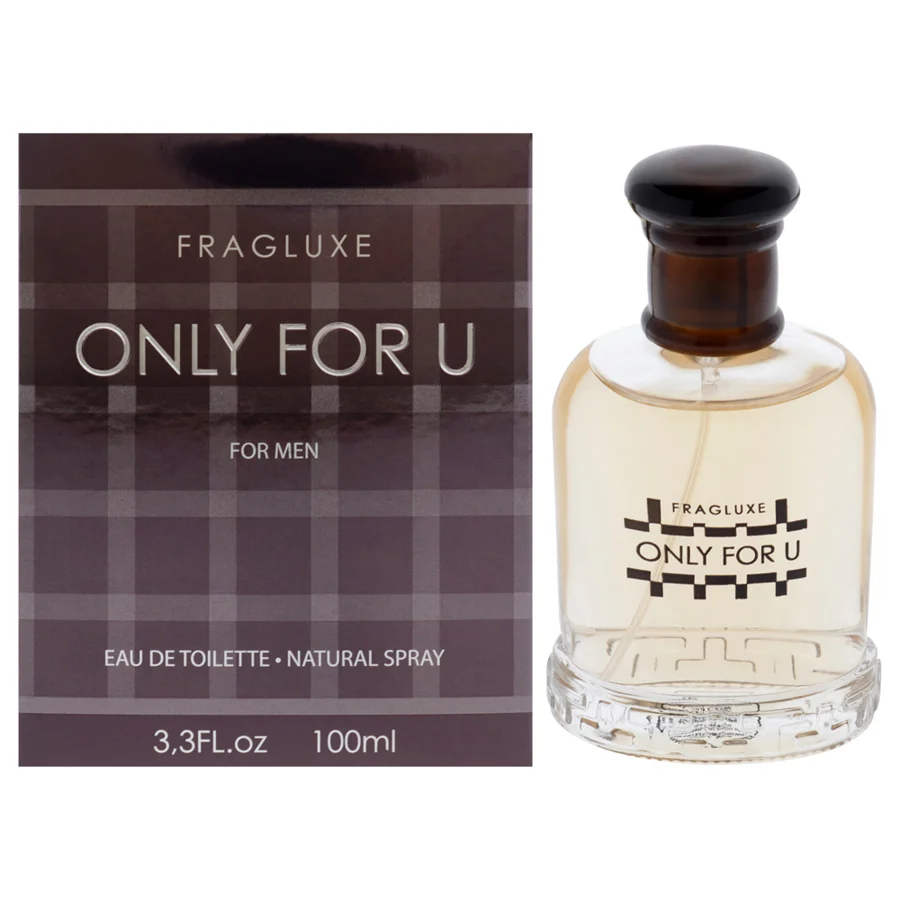 FRAGLUXE
ONLY FOR U
FOR MEN
EAU DE TOILETTE • NATURAL SPRAY
3,3FL.oz 100ml
FRAGLUXE
ONLY FOR U